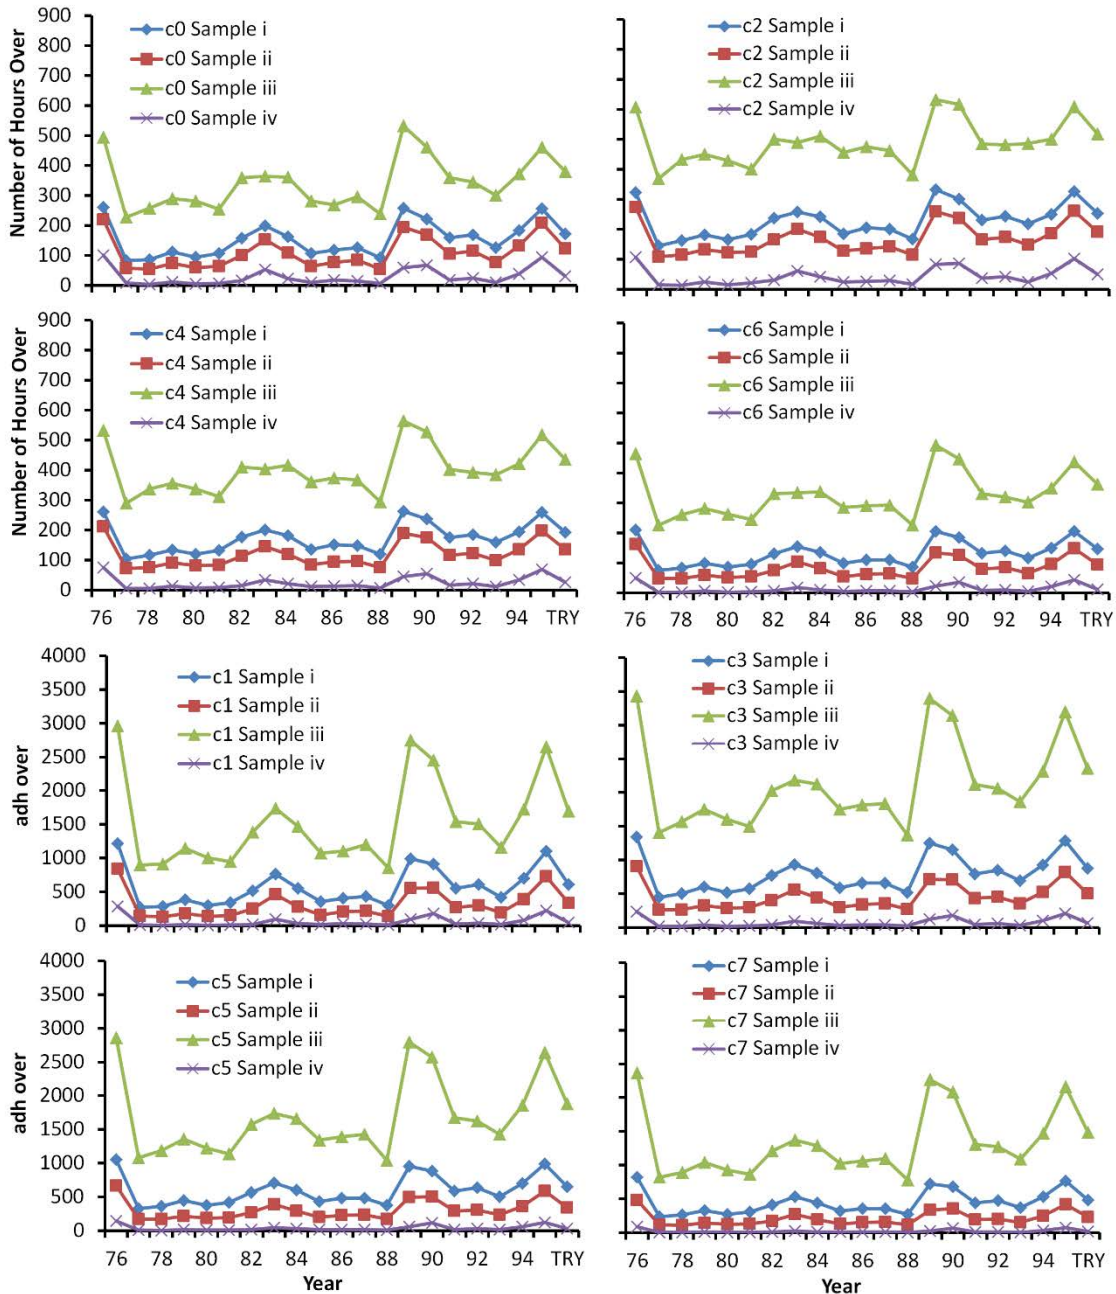 Number of Hours Over
900
800
700
600
500
400
300
200
100
0
c0 Sample i
c0 Sample ii
c0 Sample iii
c0 Sample iv
c2 Sample i
c2 Sample ii
c2 Sample iii
c2 Sample iv
Number of Hours Over
900
800
700
600
500
400
300
200
100
0
c4 Sample i
c4 Sample ii
c4 Sample iii
c4 Sample iv
76 78 80 82 84 86 88 90 92 94 TRY
c6 Sample i
c6 Sample ii
c6 Sample iii
c6 Sample iv
76 78 80 82 84 86 88 90 92 94 TRY
adh over
4000
3500
3000
2500
2000
1500
1000
500
0
c1 Sample i
c1 Sample ii
c1 Sample iii
c1 Sample iv
c3 Sample i
c3 Sample ii
c3 Sample iii
c3 Sample iv
adh over
4000
3500
3000
2500
2000
1500
1000
500
0
c5 Sample i
c5 Sample ii
c5 Sample iii
c5 Sample iv
76 78 80 82 84 86 88 90 92 94 TRY
Year
c7 Sample i
c7 Sample ii
c7 Sample iii
c7 Sample iv
76 78 80 82 84 86 88 90 92 94 TRY
Year